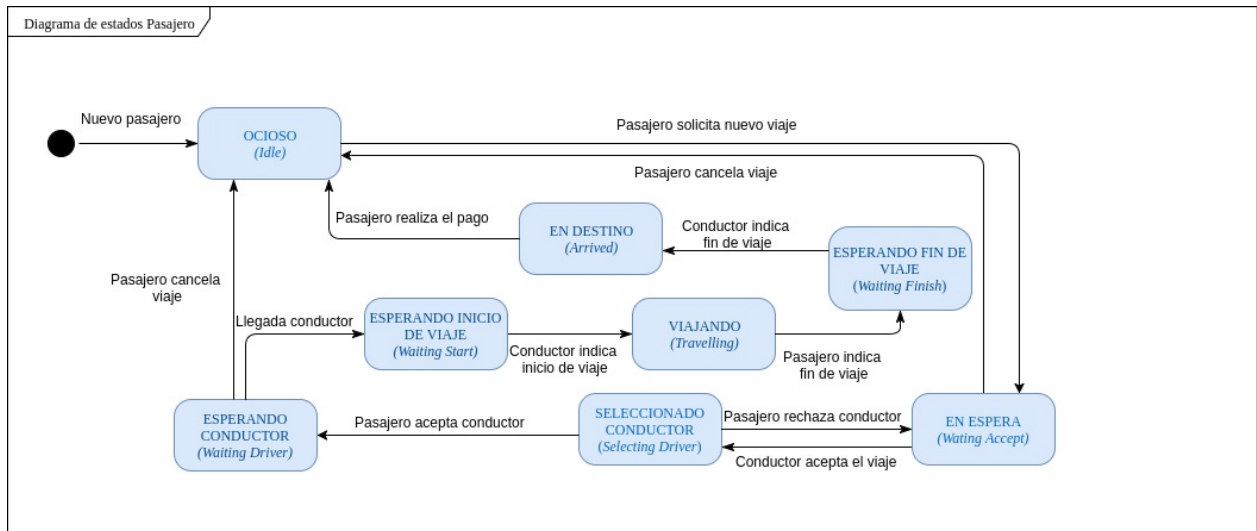 Diagrama de estados Pasajero
Nuevo pasajero
OCIOSO
(Idle)
Pasajero solicita nuevo viaje
Pasajero cancela viaje
Pasajero realiza el pago
EN DESTINO
(Arrived)
Conductor indica
fin de viaje
ESPERANDO FIN DE
VIAJE
(Waiting Finish)
Pasajero cancela
viaje
Llegada conductor
ESPERANDO INICIO
DE VIAJE
(Waiting Start)
Conductor indica
inicio de viaje
VIAJANDO
(Travelling)
Pasajero indica
fin de viaje
ESPERANDO
CONDUCTOR
(Waiting Driver)
Pasajero acepta conductor
SELECCIONADO
CONDUCTOR
(Selecting Driver)
Pasajero rechaza conductor
Conductor acepta el viaje
EN ESPERA
(Wating Accept)